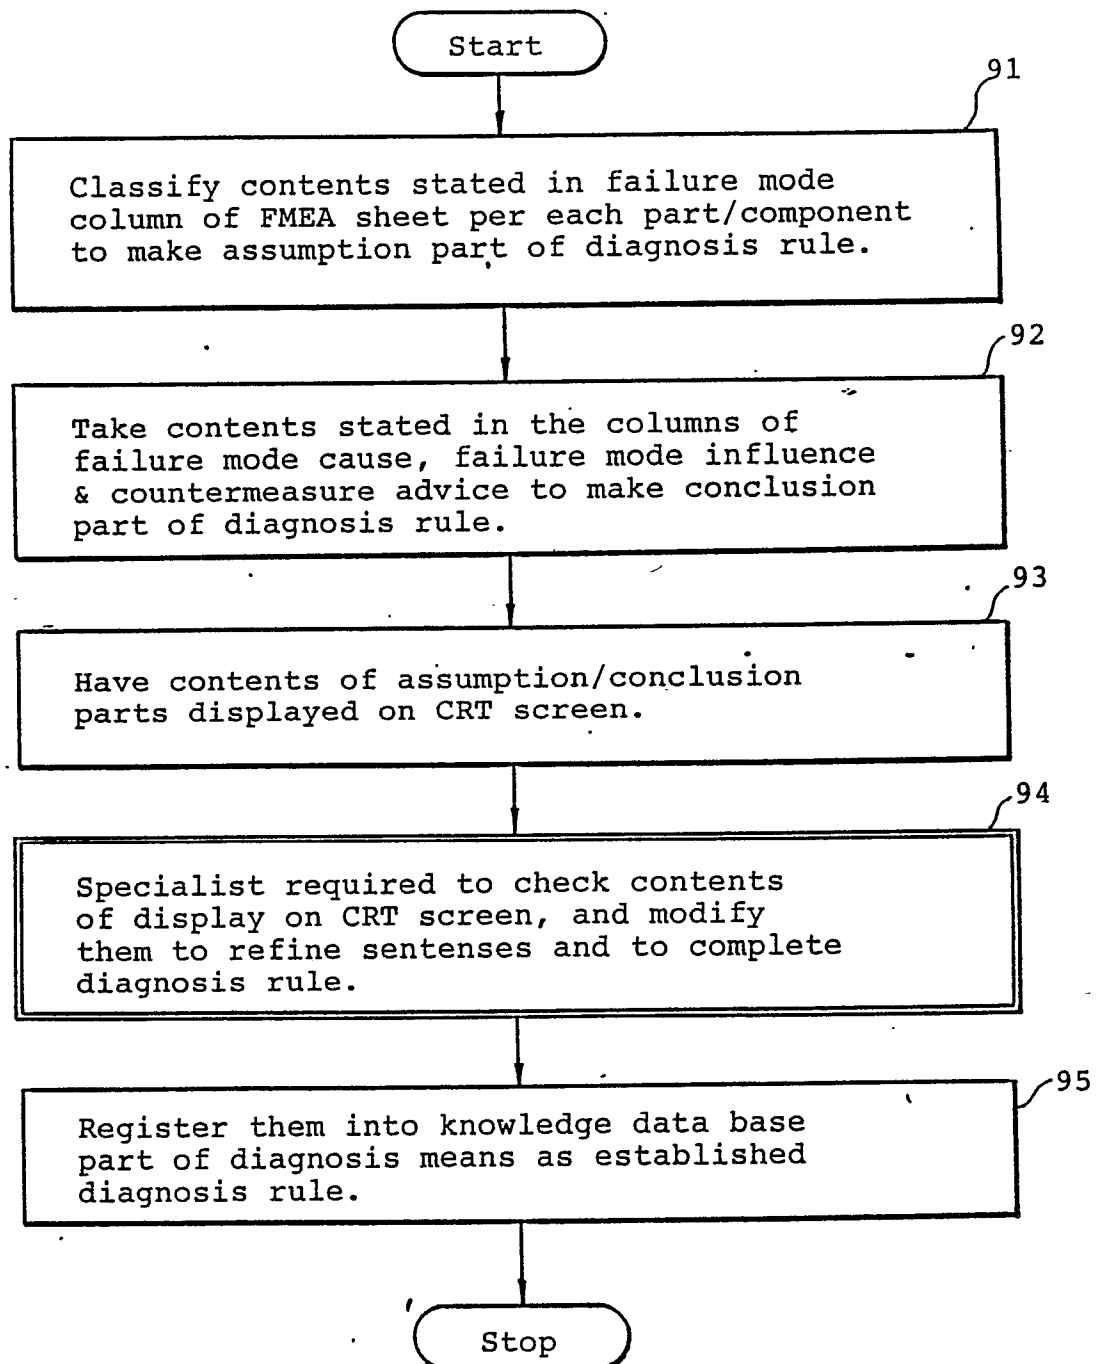 Start
91
Classify contents stated in failure mode
column of FMEA sheet per each part/component
to make assumption part of diagnosis rule.
92
Take contents stated in the columns of
failure mode cause, failure mode influence
& countermeasure advice to make conclusion
part of diagnosis rule.
93
Have contents of assumption/conclusion
parts displayed on CRT screen.
94
Specialist required to check contents
of display on CRT screen, and modify
them to refine sentenses and to complete
diagnosis rule.
95
Register them into knowledge data base
part of diagnosis means as established
diagnosis rule.
Stop